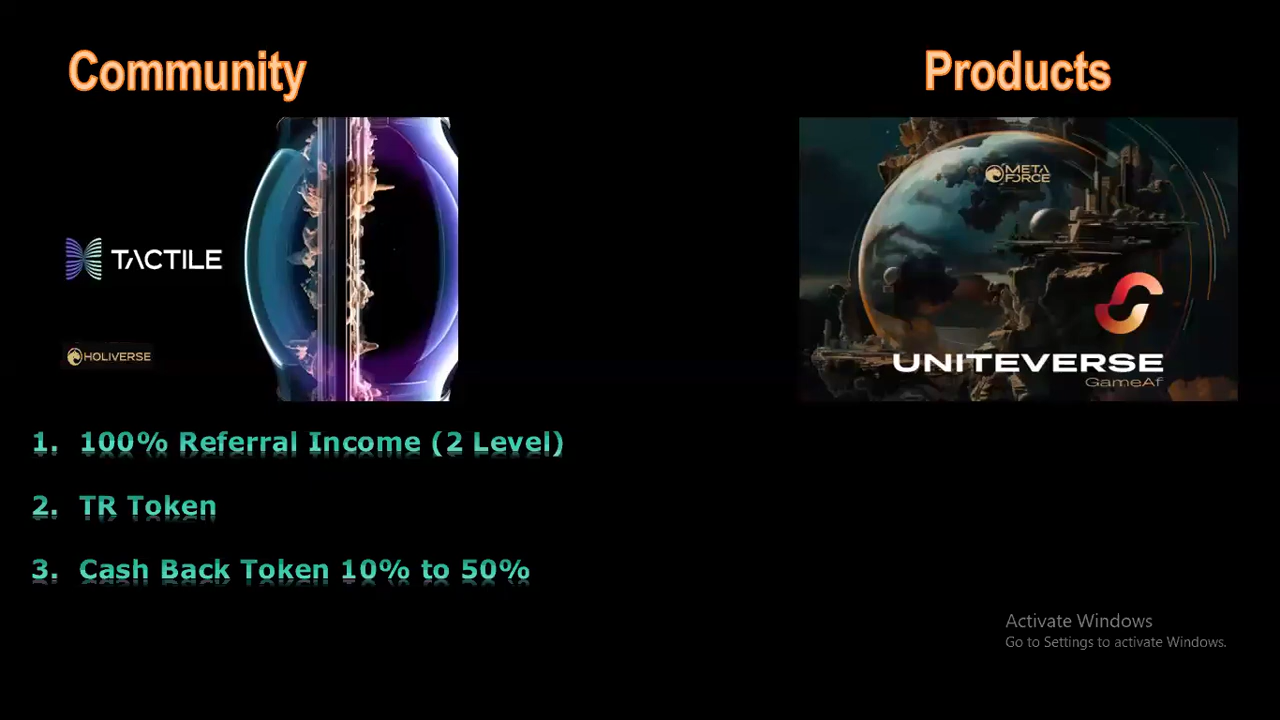 Community
Products
TACTILE
HOLIVERSE
META
FORCE
UNITEVERSE
GameAf
1. 100% Referral Income (2 Level)
2. TR Token
3. Cash Back Token 10% to 50%
Activate Windows
Go to Settings to activate Windows.